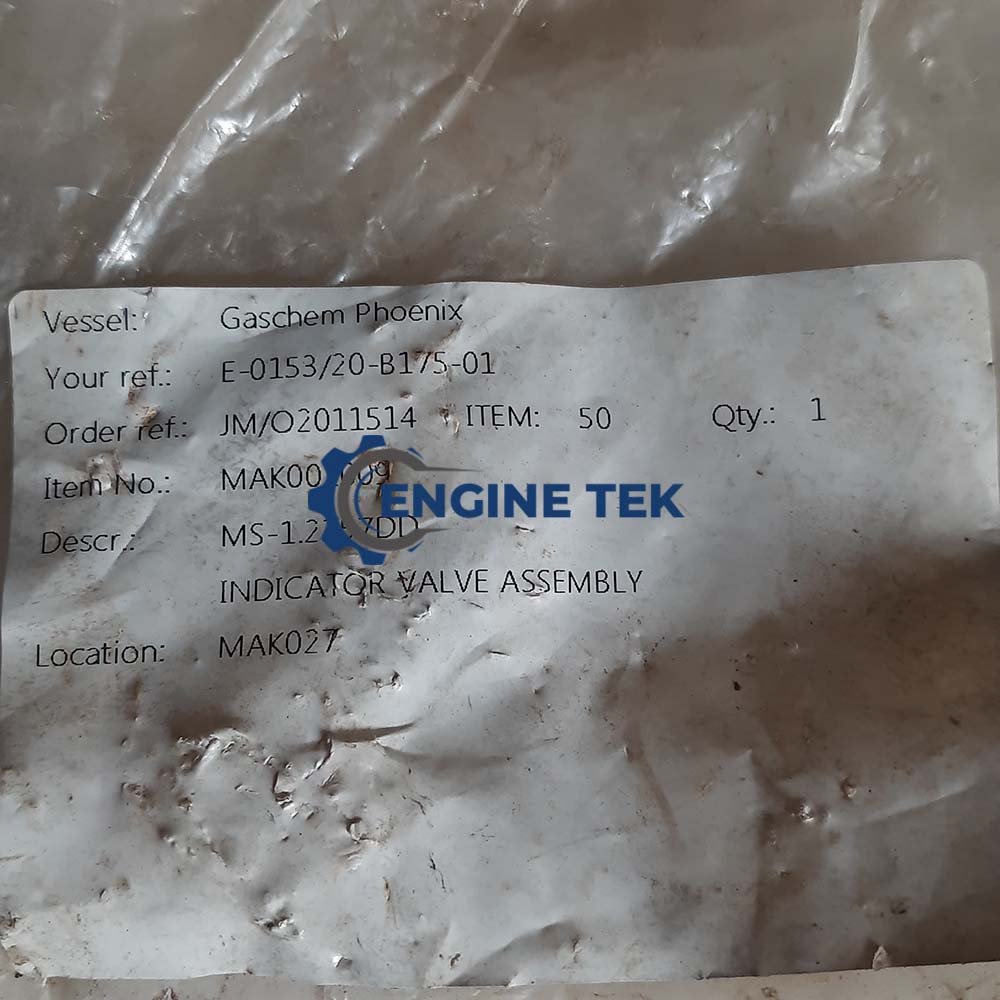 Vessel: Gaschem Phoenix
Your ref.: E-0153/20-B175-01
Order ref.: JM/O2011514 ITEM: 50 Qty.: 1
Item No.:
ENGINE TEK
Descr.:
INDICATOR VALVE ASSEMBLY
Location: MAK027